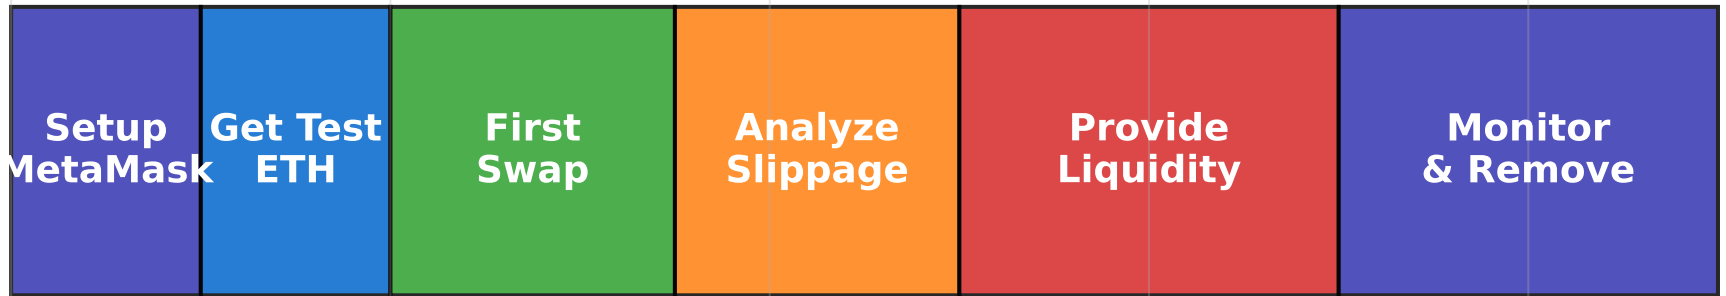 Setup
MetaMask
Get Test
ETH
First
Swap
Analyze
Slippage
Provide
Liquidity
Monitor
& Remove